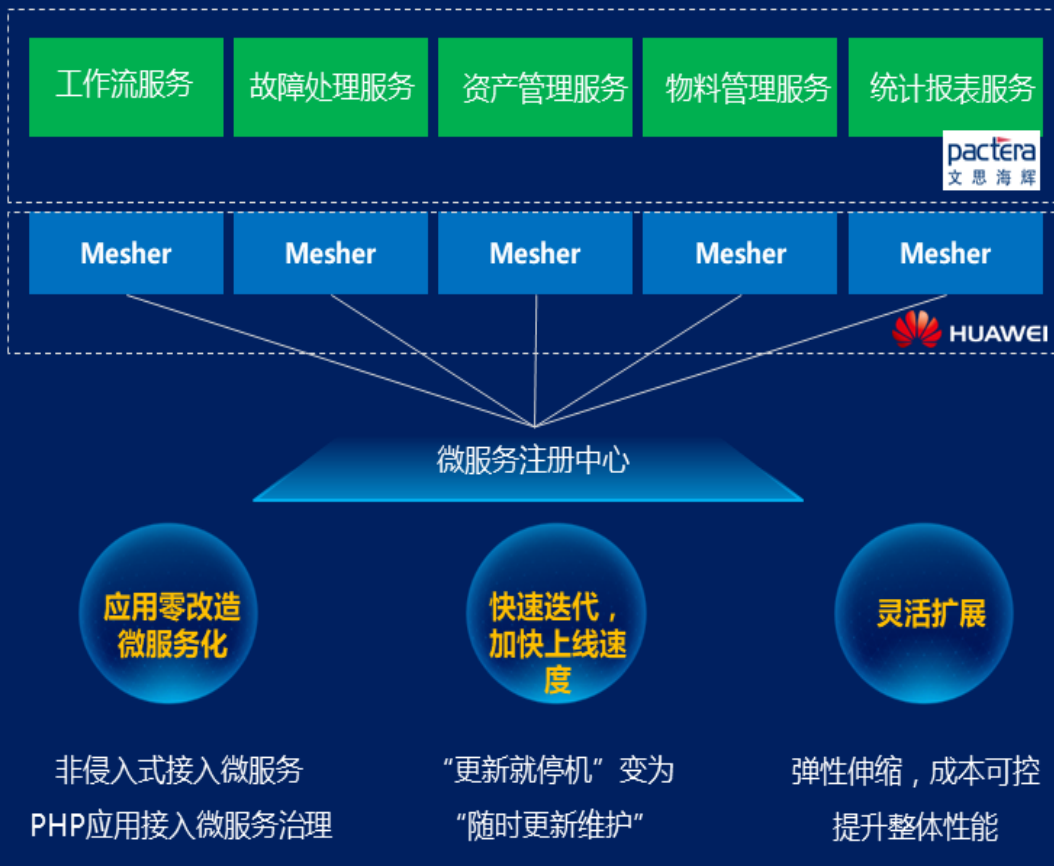 工作流服务
故障处理服务
资产管理服务
物料管理服务
统计报表服务
pactera
文思海辉
Mesher
Mesher
Mesher
Mesher
Mesher
HUAWEI
微服务注册中心
应用零改造
微服务化
快速迭代，
加快上线速
度
灵活扩展
非侵入式接入微服务
PHP应用接入微服务治理
“更新就停机”变为
“随时更新维护”
弹性伸缩，成本可控
提升整体性能